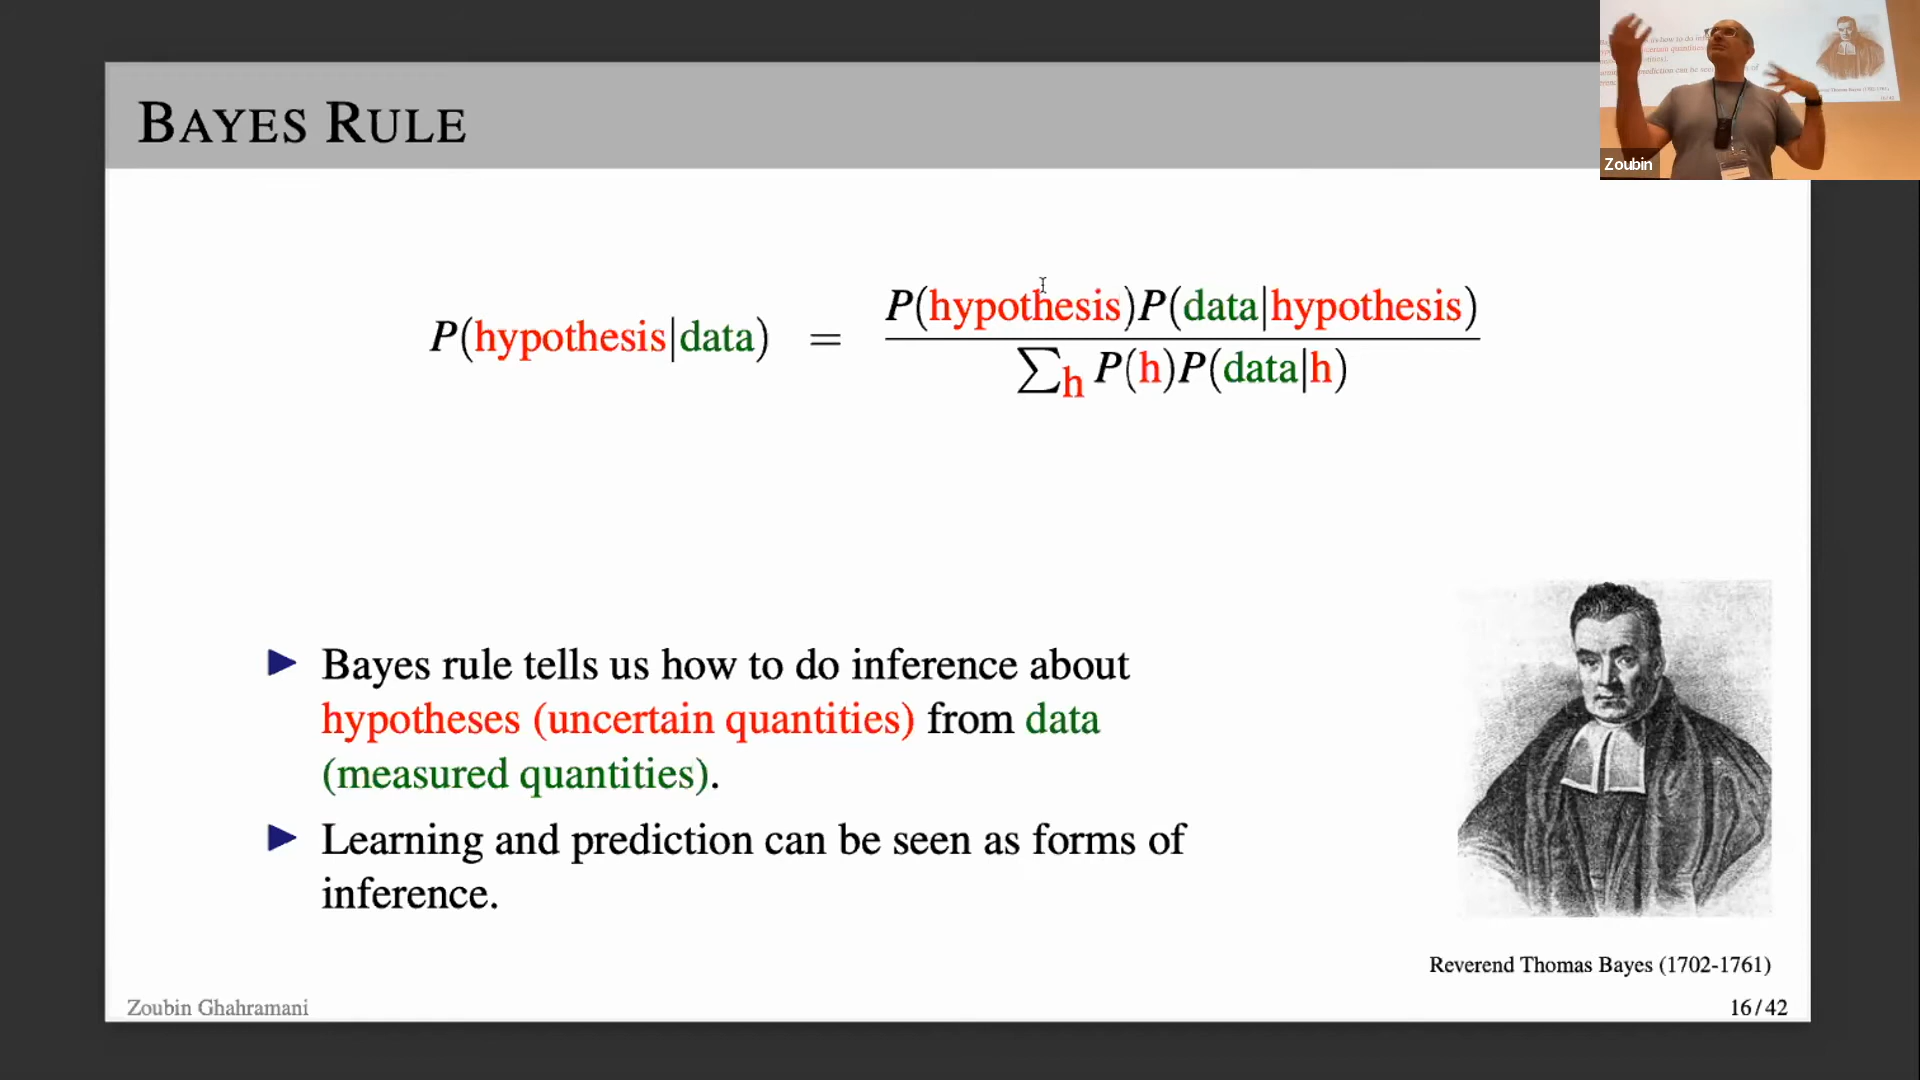 BAYES RULE
P(hypothesis|data) = P(hypothesis)P(data|hypothesis)
∑h P(h)P(data|h)
Bayes rule tells us how to do inference about
hypotheses (uncertain quantities) from data
(measured quantities).
Learning and prediction can be seen as forms of
inference.
Reverend Thomas Bayes (1702-1761)
Zoubin Ghahramani
16/42
Zoubin